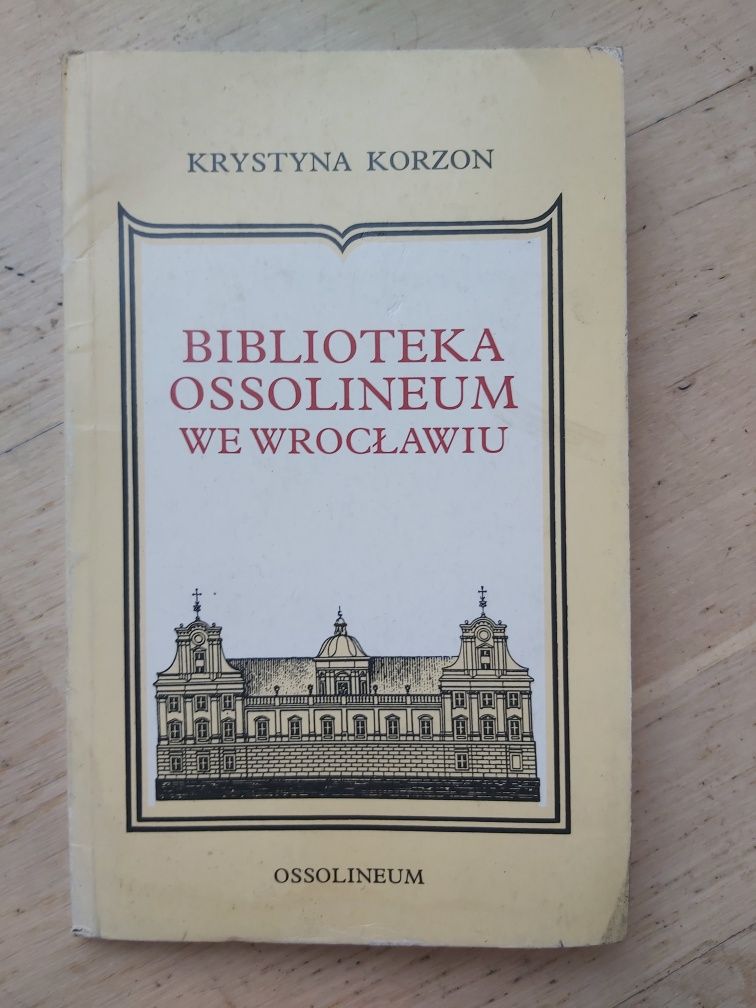 KRYSTYNA KORZON
BIBLIOTEKA
OSSOLINEUM
WE WROCŁAWIU
OSSOLINEUM